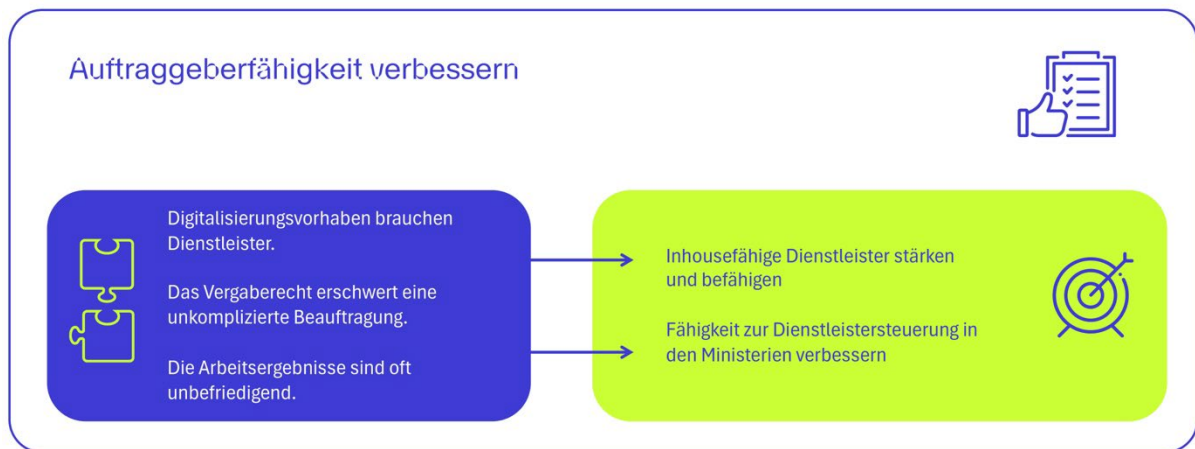 Auftraggeberfähigkeit verbessern
Digitalisierungsvorhaben brauchen
Dienstleister.
Das Vergaberecht erschwert eine
unkomplizierte Beauftragung.
Die Arbeitsergebnisse sind oft
unbefriedigend.
Inhousefähige Dienstleister stärken
und befähigen
Fähigkeit zur Dienstleistersteuerung in
den Ministerien verbessern